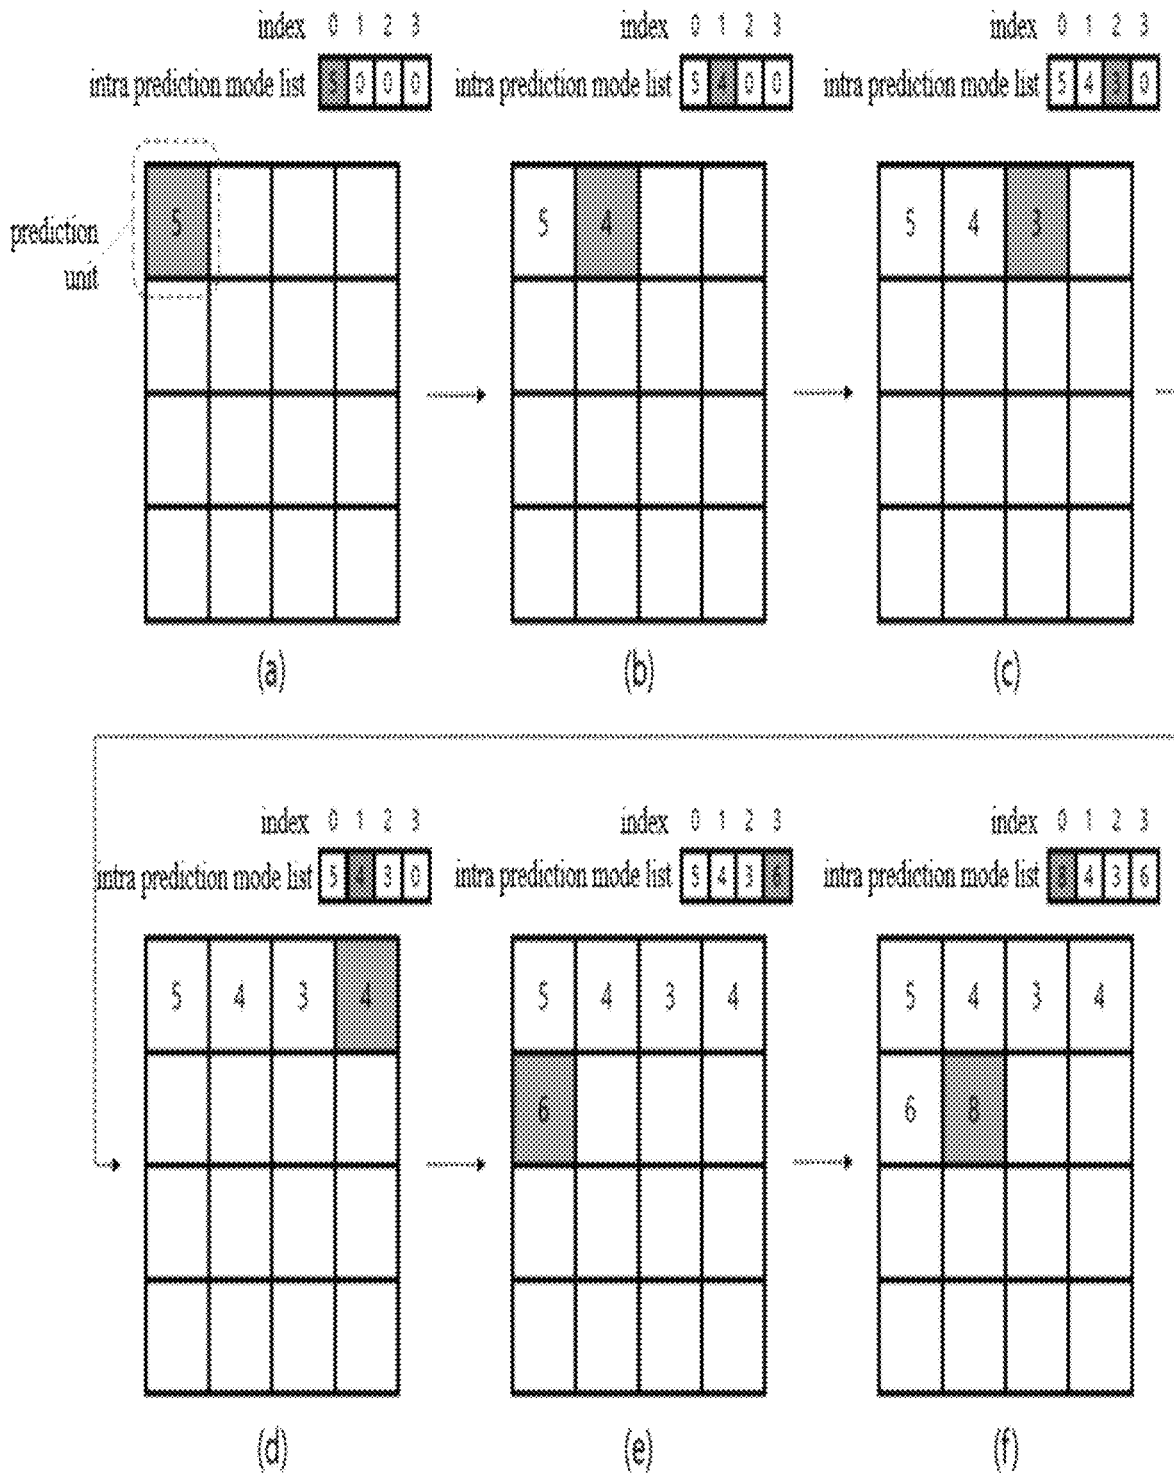 index 0 1 2 3
intra prediction mode list 5 0 0 0
index 0 1 2 3
intra prediction mode list 5 4 0 0
index 0 1 2 3
intra prediction mode list 5 4 3 0
prediction
unit
5
5 4
5 4 3
(a)
(b)
(c)
index 0 1 2 3
intra prediction mode list 5 4 3 0
index 0 1 2 3
intra prediction mode list 5 4 3 6
index 0 1 2 3
intra prediction mode list 8 4 3 6
5 4 3 4
5 4 3 4
6
5 4 3 4
6 8
(d)
(e)
(f)